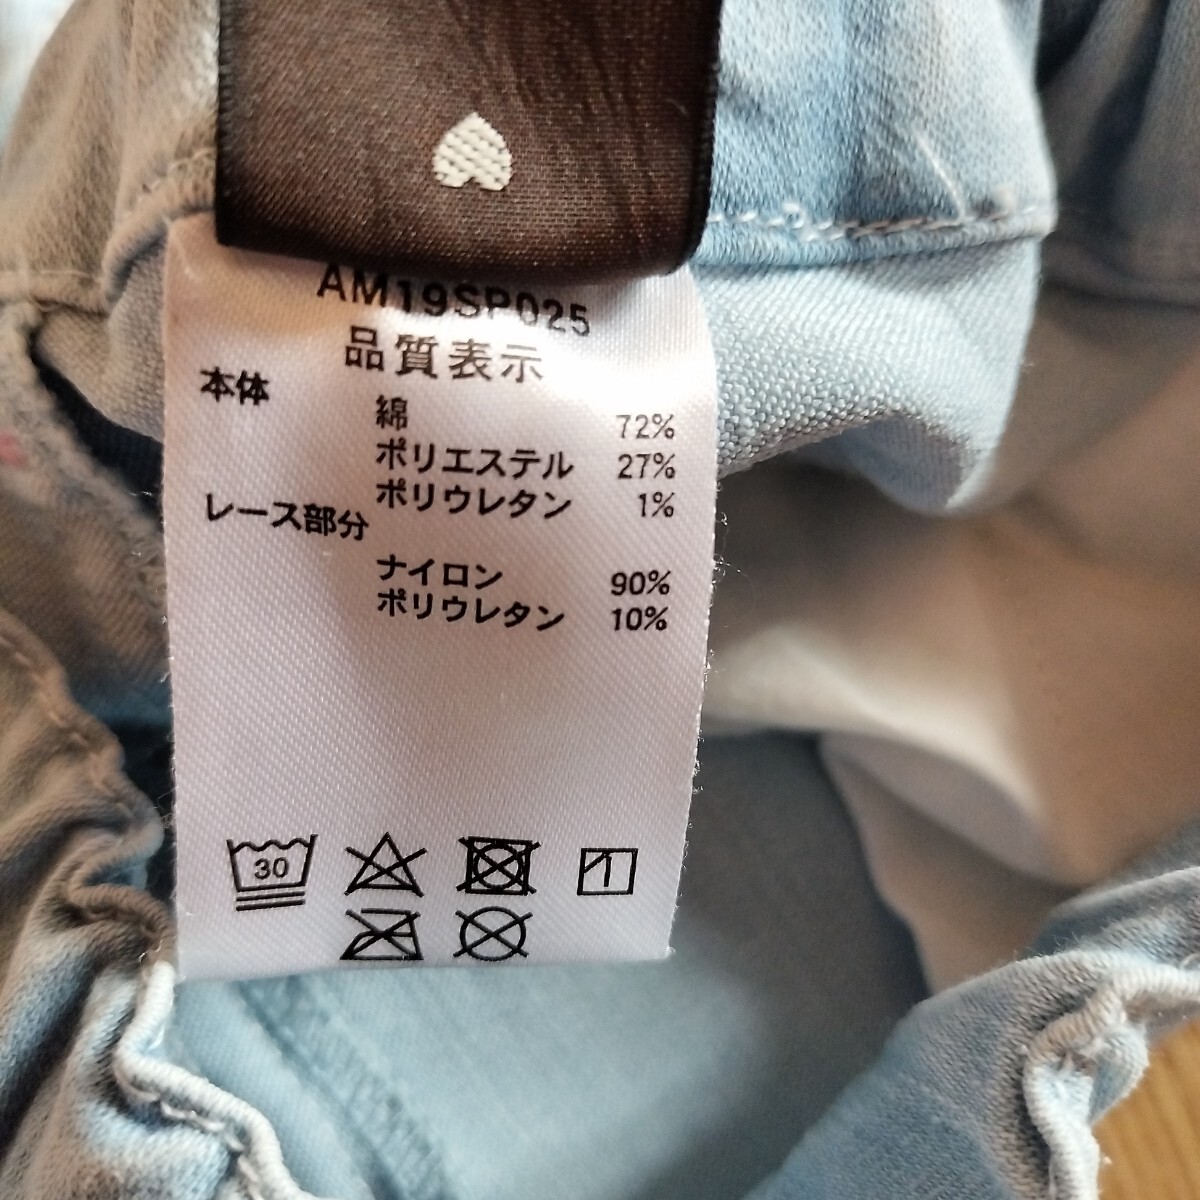 AM19SP025
品質表示
本体
綿 72%
ポリエステル 27%
ポリウレタン 1%
レース部分
ナイロン 90%
ポリウレタン 10%
30